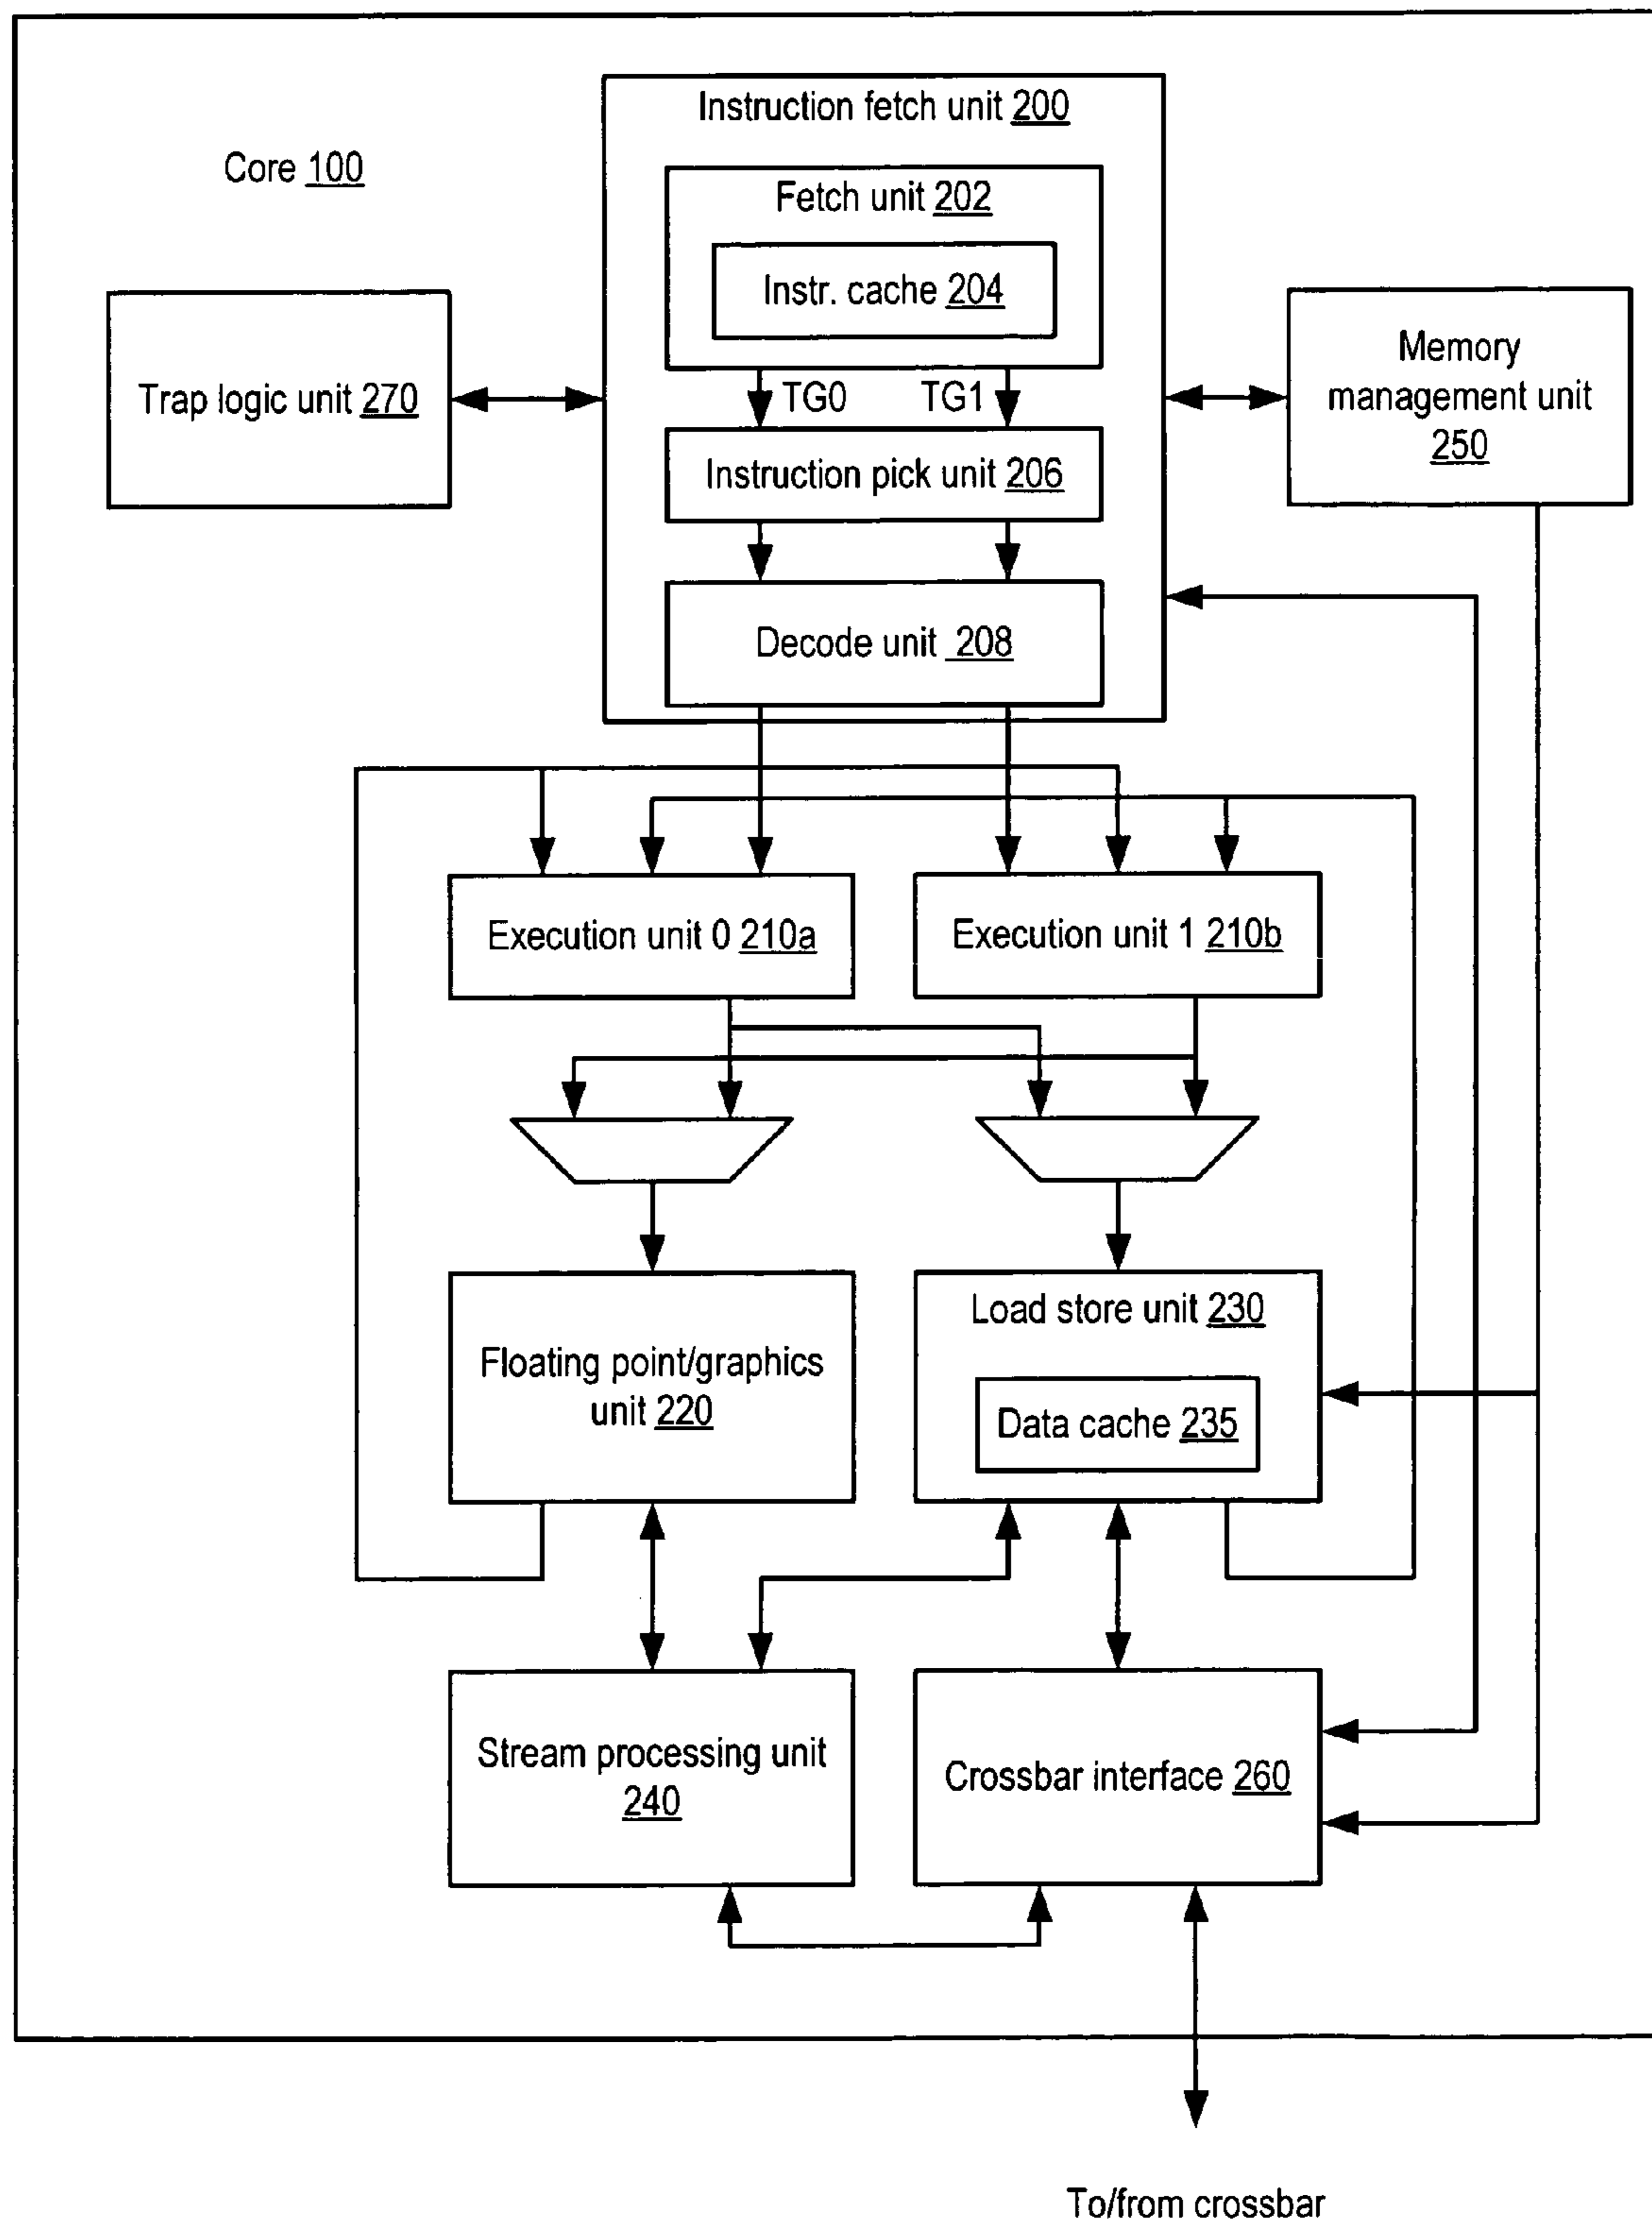 Core 100
Instruction fetch unit 200
Fetch unit 202
Instr. cache 204
TG0
TG1
Trap logic unit 270
Memory
management unit
250
Instruction pick unit 206
Decode unit 208
Execution unit 0 210a
Execution unit 1 210b
Floating point/graphics
unit 220
Load store unit 230
Data cache 235
Stream processing unit
240
Crossbar interface 260
To/from crossbar